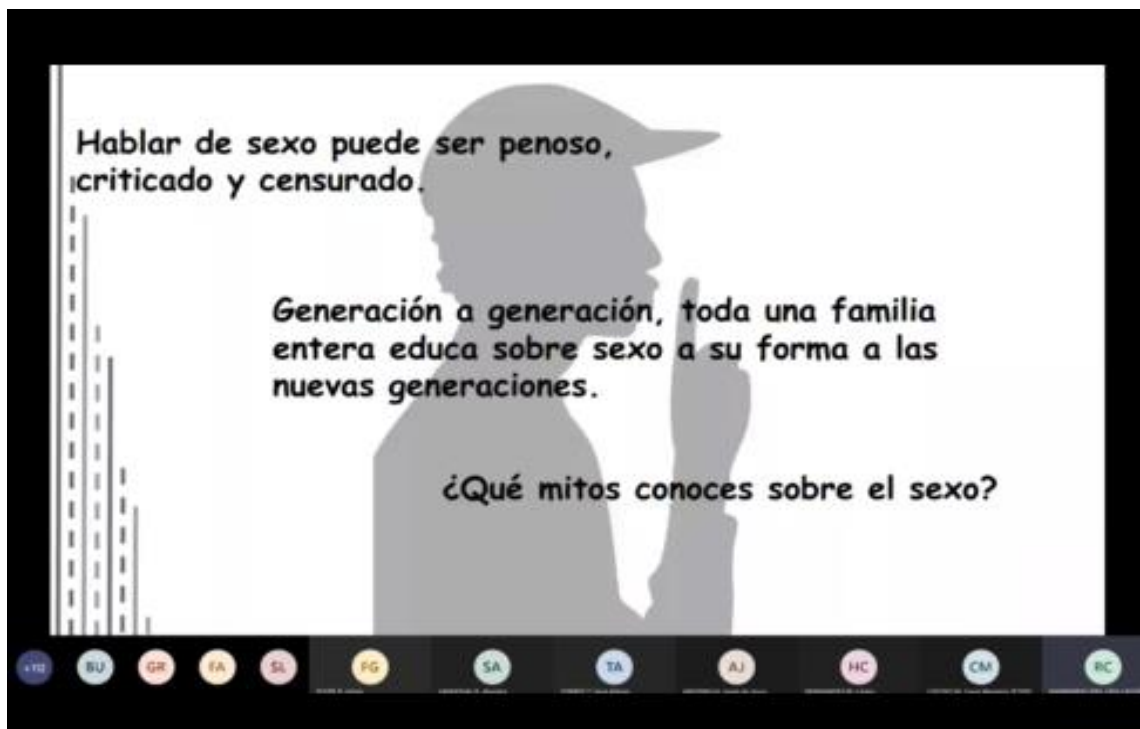 Hablar de sexo puede ser penoso,
criticado y censurado.
Generación a generación, toda una familia
entera educa sobre sexo a su forma a las
nuevas generaciones.
¿Qué mitos conoces sobre el sexo?
BU GR FA SL FG SA TA AJ HC CM RC